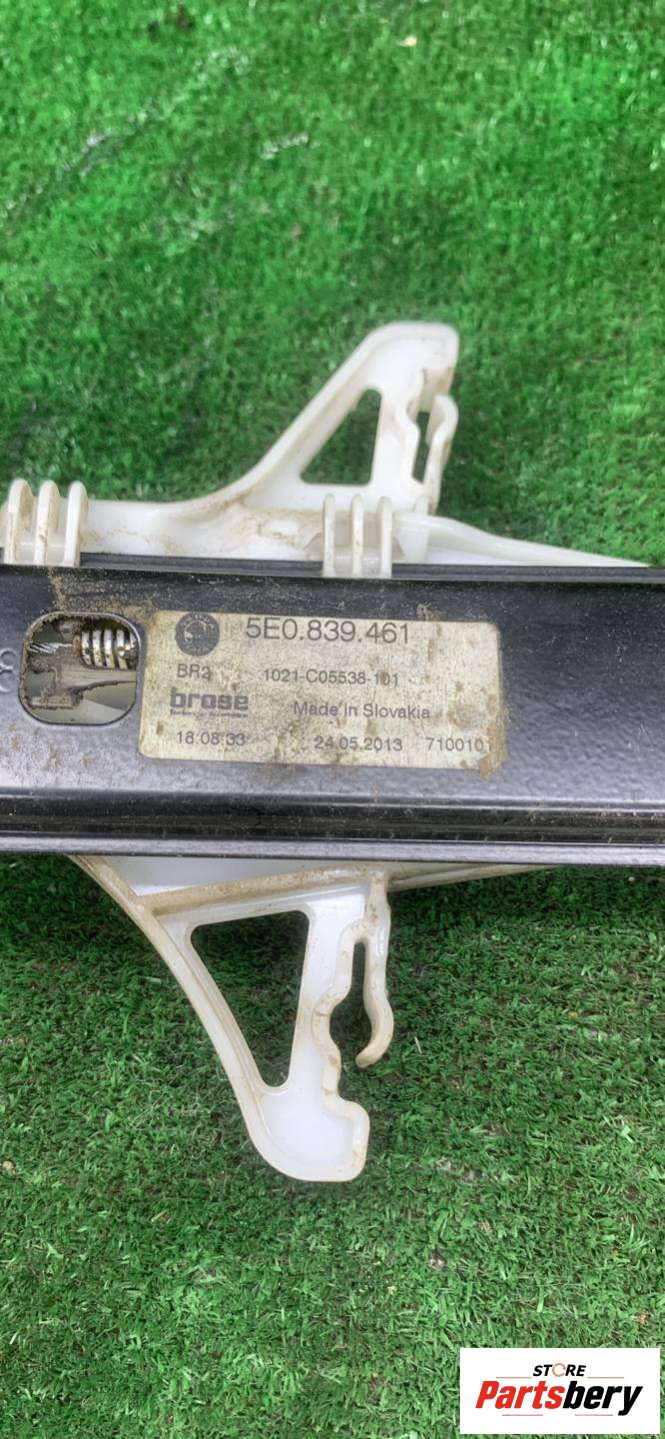 5E0.839.461
BR2 1021-C05538-101
brose Made in Slovakia
18:08:33 24.05.2013 710010
STORE
Partsbery